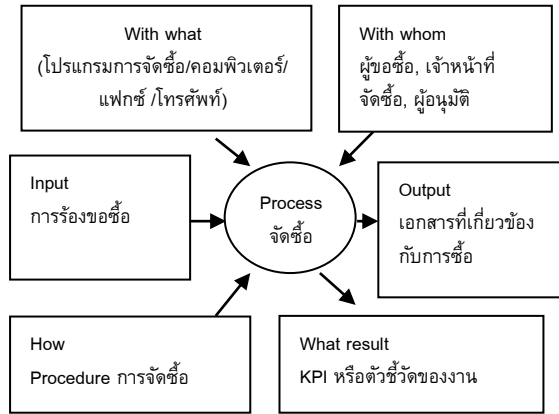 With what
(โปรแกรมการจัดซื้อ/คอมพิวเตอร์/
แฟกซ์ /โทรศัพท์)
With whom
ผู้ขอซื้อ, เจ้าหน้าที่
จัดซื้อ, ผู้อนุมัติ
Input
การร้องขอซื้อ
Process
จัดซื้อ
Output
เอกสารที่เกี่ยวข้อง
กับการซื้อ
How
Procedure การจัดซื้อ
What result
KPI หรือตัวชี้วัดของงาน